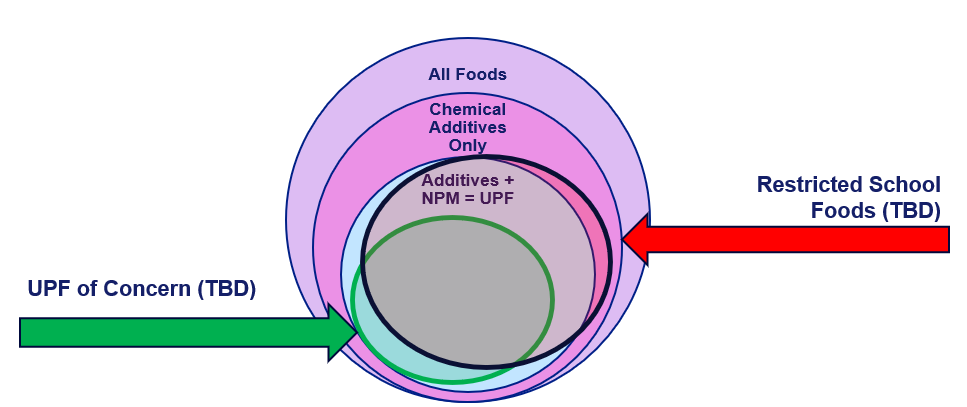 All Foods
Chemical
Additives
Only
Additives +
NPM = UPF
Restricted School
Foods (TBD)
UPF of Concern (TBD)